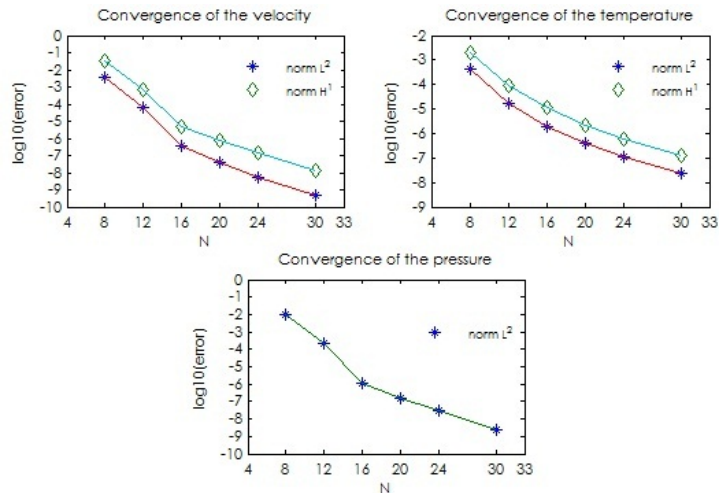 Convergence of the velocity
0
-1
-2
-3
-4
-5
-6
-7
-8
-9
-10
log10(error)
norm L²
norm H¹
4 8 12 16 20 24 30 33
N
Convergence of the temperature
-2
-3
-4
-5
-6
-7
-8
-9
log10(error)
norm L²
norm H¹
4 8 12 16 20 24 30 33
N
Convergence of the pressure
0
-1
-2
-3
-4
-5
-6
-7
-8
-9
-10
log10(error)
norm L²
4 8 12 16 20 24 30 33
N